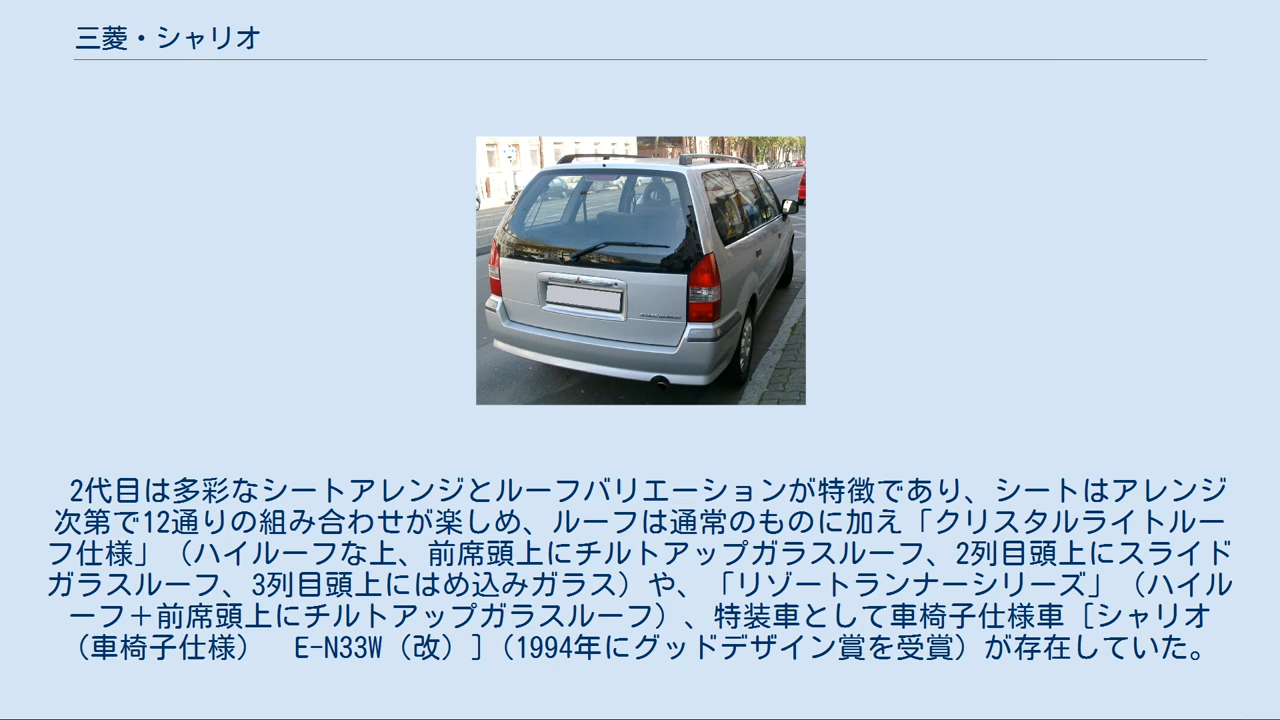 三菱・シャリオ
2代目は多彩なシートアレンジとルーフバリエーションが特徴であり、シートはアレンジ
次第で12通りの組み合わせが楽しめ、ルーフは通常のものに加え「クリスタルライトルー
フ仕様」（ハイルーフな上、前席頭上にチルトアップガラスルーフ、2列目頭上にスライド
ガラスルーフ、3列目頭上にはめ込みガラス）や、「リゾートランナーシリーズ」（ハイル
ーフ＋前席頭上にチルトアップガラスルーフ）、特装車として車椅子仕様車［シャリオ
（車椅子仕様）　E-N33W（改）］（1994年にグッドデザイン賞を受賞）が存在していた。